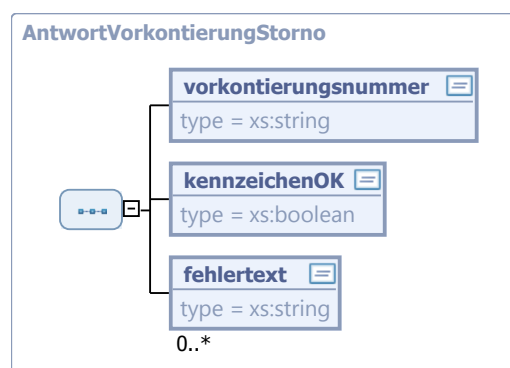 AntwortVorkontierungStorno
vorkontierungsnummer
type = xs:string
kennzeichenOK
type = xs:boolean
fehlertext
type = xs:string
0..*